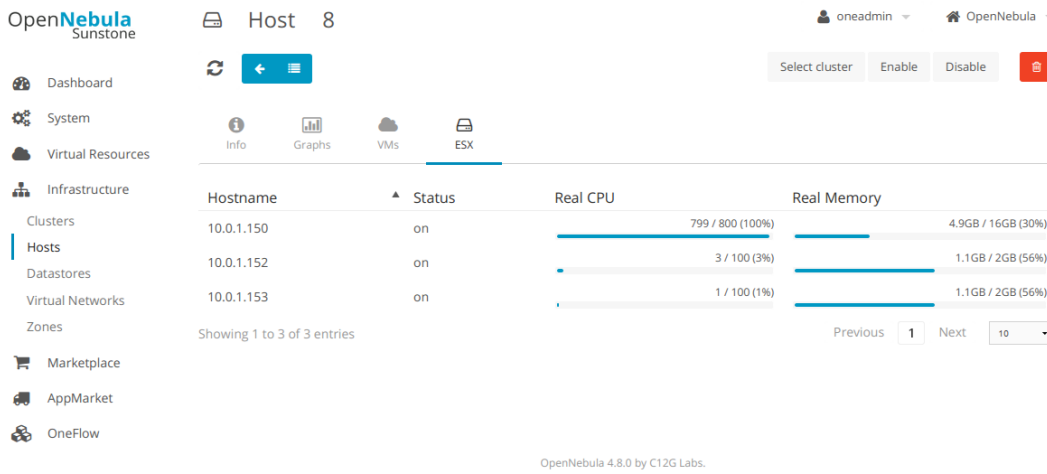 OpenNebula
Sunstone
Host 8
oneadmin
OpenNebula
Select cluster Enable Disable
Dashboard
System
Virtual Resources
Infrastructure
Clusters
Hosts
Datastores
Virtual Networks
Zones
Marketplace
AppMarket
OneFlow
Info Graphs VMs ESX
Hostname Status Real CPU Real Memory
10.0.1.150 on 799 / 800 (100%) 4.9GB / 16GB (30%)
10.0.1.152 on 3 / 100 (3%) 1.1GB / 2GB (56%)
10.0.1.153 on 1 / 100 (1%) 1.1GB / 2GB (56%)
Showing 1 to 3 of 3 entries
Previous 1 Next 10
OpenNebula 4.8.0 by C12G Labs.